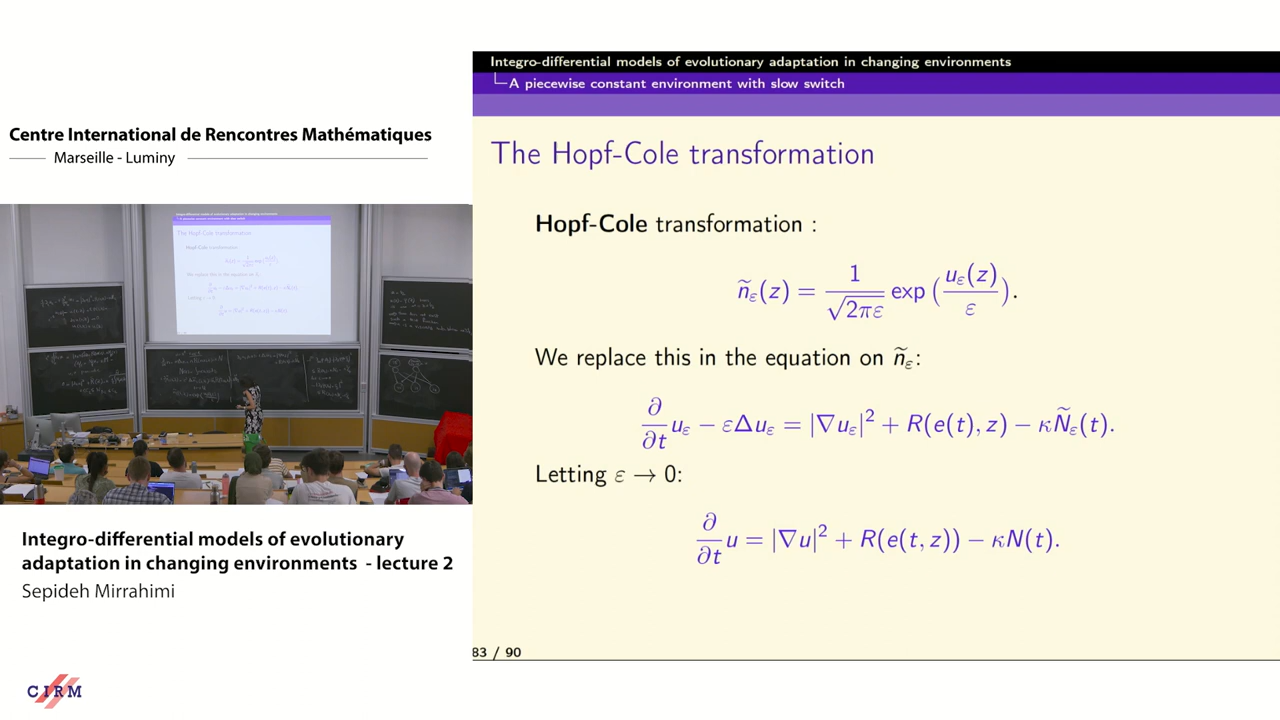 Centre International de Rencontres Mathématiques
Marseille - Luminy
Integro-differential models of evolutionary
adaptation in changing environments - lecture 2
Sepideh Mirrahimi
CIRM
Integro-differential models of evolutionary adaptation in changing environments
A piecewise constant environment with slow switch
The Hopf-Cole transformation
Hopf-Cole transformation :
ñ_ε(z) = 1/√(2πε) exp (u_ε(z)/ε).
We replace this in the equation on ñ_ε:
∂/∂t u_ε − εΔu_ε = |∇u_ε|² + R(e(t), z) − κÑ_ε(t).
Letting ε → 0:
∂/∂t u = |∇u|² + R(e(t, z)) − κN(t).
83 / 90